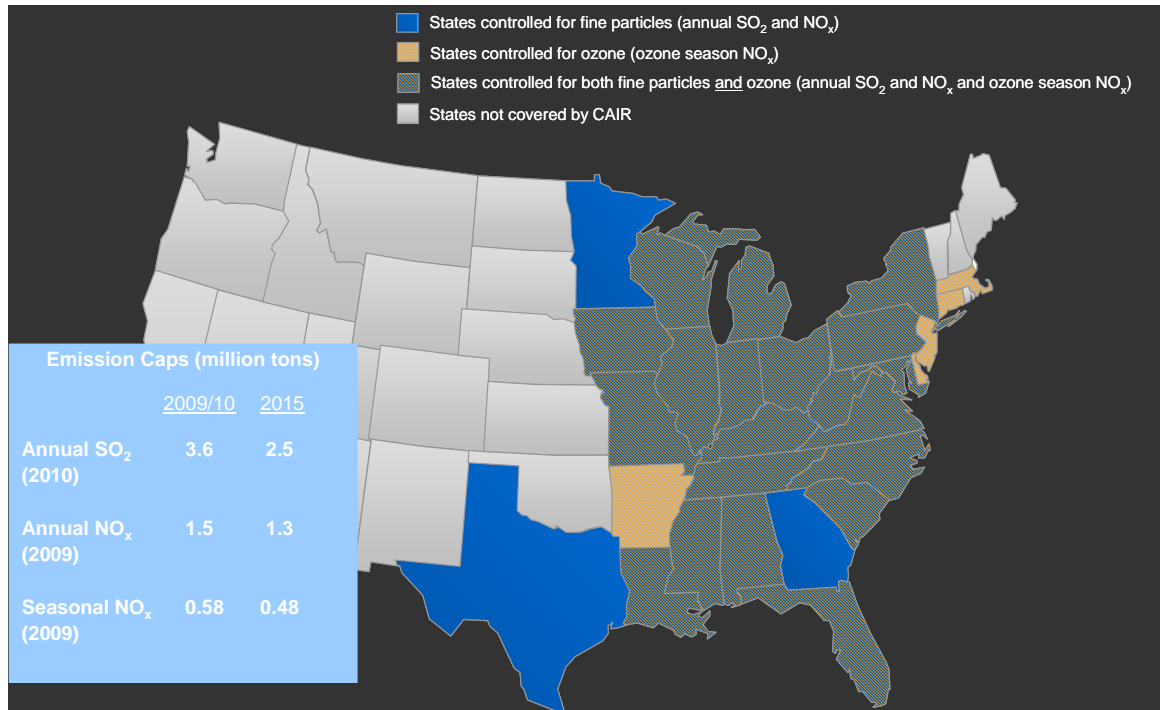 States controlled for fine particles (annual SO₂ and NOₓ)
States controlled for ozone (ozone season NOₓ)
States controlled for both fine particles and ozone (annual SO₂ and NOₓ and ozone season NOₓ)
States not covered by CAIR
Emission Caps (million tons)
2009/10 2015
Annual SO₂ 3.6 2.5
(2010)
Annual NOₓ 1.5 1.3
(2009)
Seasonal NOₓ 0.58 0.48
(2009)